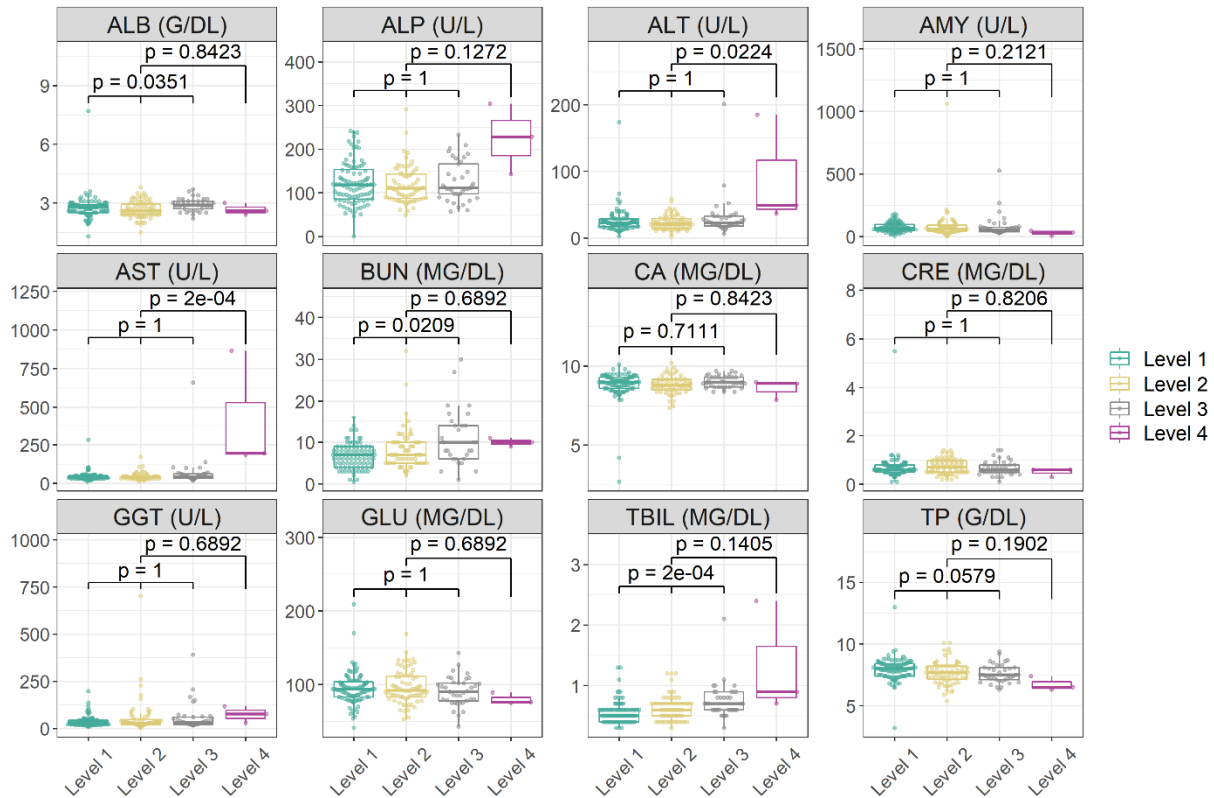 ALB (G/DL)
ALP (U/L)
ALT (U/L)
AMY (U/L)
p = 0.8423
p = 0.0351
9
6
3
p = 0.1272
p = 1
400
300
200
100
0
p = 0.0224
p = 1
200
100
0
p = 0.2121
p = 1
1500
1000
500
0
AST (U/L)
BUN (MG/DL)
CA (MG/DL)
CRE (MG/DL)
p = 2e-04
p = 1
1250
1000
750
500
250
0
p = 0.6892
p = 0.0209
40
30
20
10
0
p = 0.8423
p = 0.7111
10
5
p = 0.8206
p = 1
8
6
4
2
0
Level 1
Level 2
Level 3
Level 4
GGT (U/L)
GLU (MG/DL)
TBIL (MG/DL)
TP (G/DL)
p = 0.6892
p = 1
1000
750
500
250
0
p = 0.6892
p = 1
300
200
100
p = 0.1405
p = 2e-04
3
2
1
p = 0.1902
p = 0.0579
15
10
5
Level 1
Level 2
Level 3
Level 4
Level 1
Level 2
Level 3
Level 4
Level 1
Level 2
Level 3
Level 4
Level 1
Level 2
Level 3
Level 4